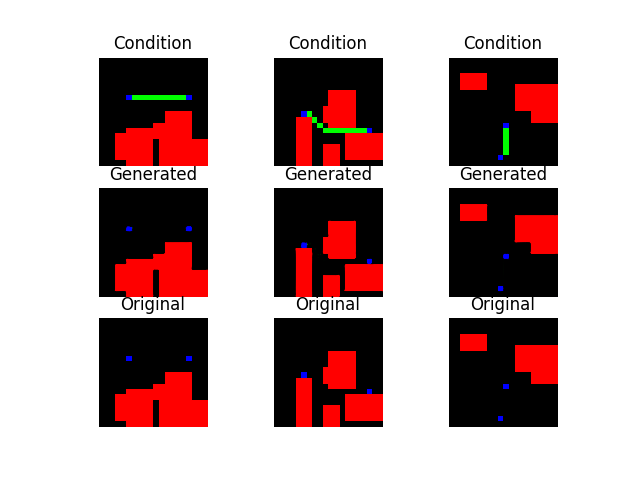 Condition Condition Condition
Generated Generated Generated
Original Original Original